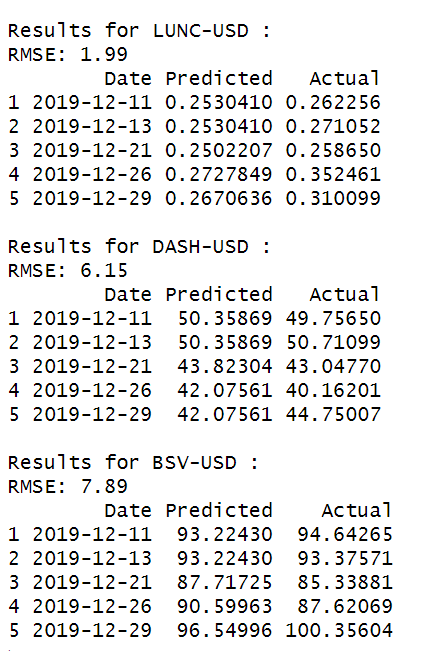 Results for LUNC-USD :
RMSE: 1.99
Date Predicted Actual
1 2019-12-11 0.2530410 0.262256
2 2019-12-13 0.2530410 0.271052
3 2019-12-21 0.2502207 0.258650
4 2019-12-26 0.2727849 0.352461
5 2019-12-29 0.2670636 0.310099
Results for DASH-USD :
RMSE: 6.15
Date Predicted Actual
1 2019-12-11 50.35869 49.75650
2 2019-12-13 50.35869 50.71099
3 2019-12-21 43.82304 43.04770
4 2019-12-26 42.07561 40.16201
5 2019-12-29 42.07561 44.75007
Results for BSV-USD :
RMSE: 7.89
Date Predicted Actual
1 2019-12-11 93.22430 94.64265
2 2019-12-13 93.22430 93.37571
3 2019-12-21 87.71725 85.33881
4 2019-12-26 90.59963 87.62069
5 2019-12-29 96.54996 100.35604